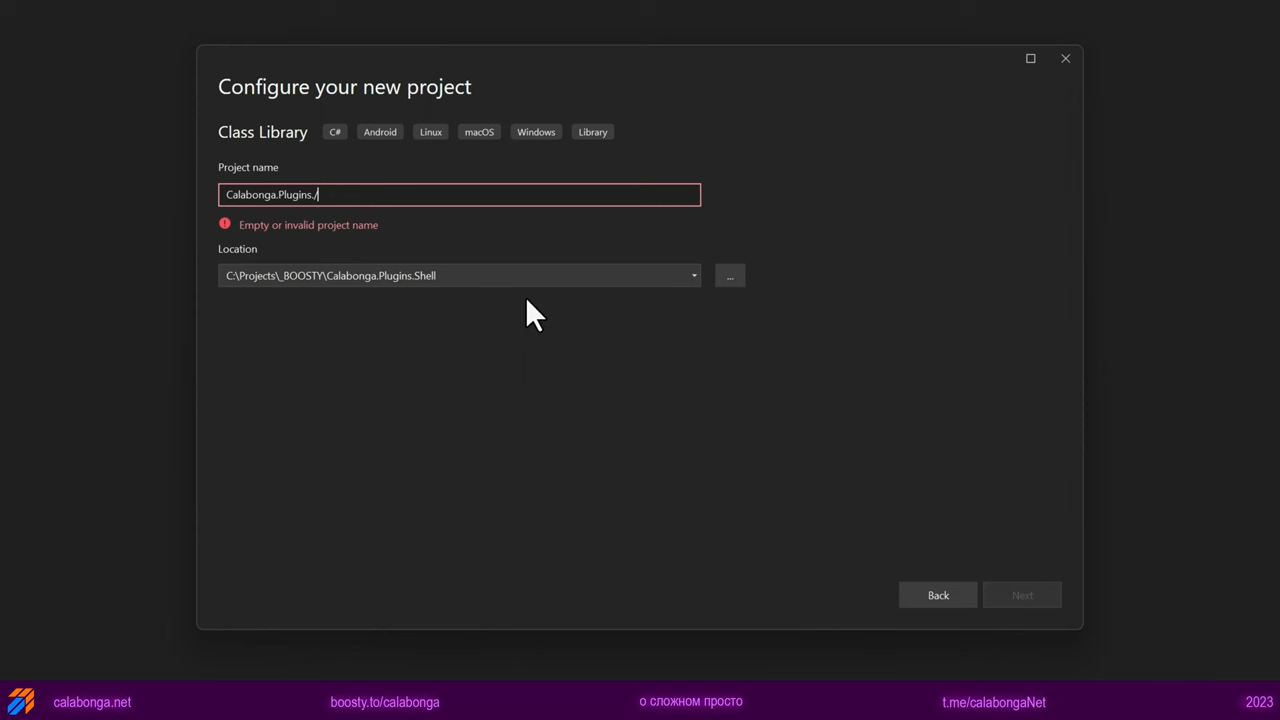 Configure your new project
Class Library C# Android Linux macOS Windows Library
Project name
Calabonga.Plugins./
Empty or invalid project name
Location
C:\Projects\_BOOSTY\Calabonga.Plugins.Shell
...
Back Next
calabonga.net boosty.to/calabonga о сложном просто t.me/calabongaNet 2023